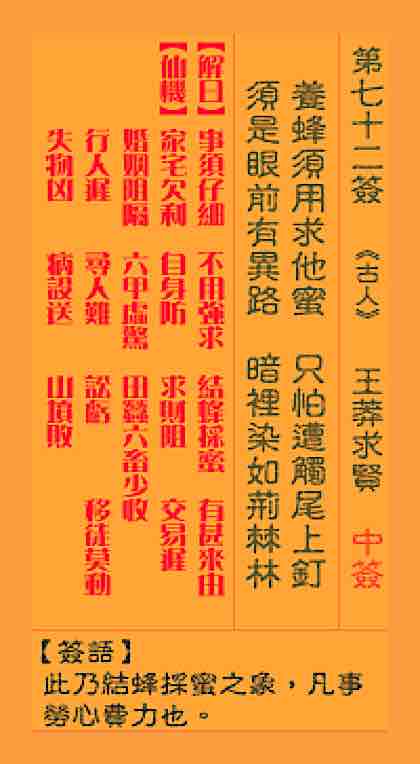 第七十二簽 《古人》 王莽求賢 中簽
養蜂須用求他蜜 只怕遭觸尾上釘
須是眼前有異路 暗裡染如荊棘林
【解曰】事須仔細 不用強求 結蜂採蜜 有甚來由
【仙機】家宅欠利 自身防 求財阻 交易遲
婚姻阻隔 六甲虛驚 田蠶六畜少收
行人遲 尋人難 訟虧 移徒莫動
失物凶 病設送 山墳敗
【簽語】
此乃結蜂採蜜之象,凡事
勞心費力也。